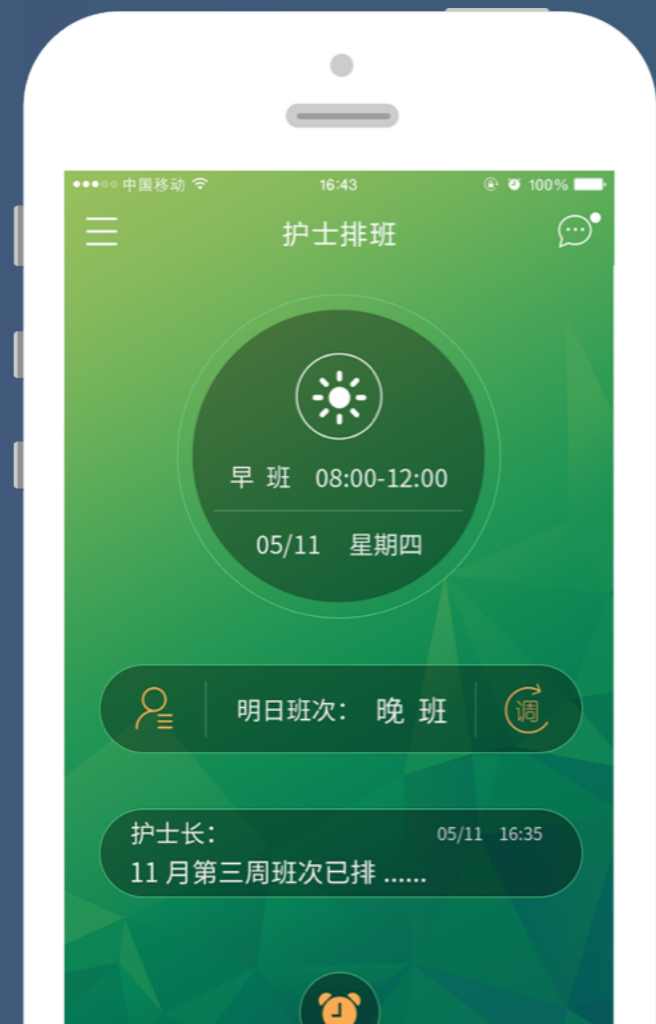 中国移动 16:43 100%
护士排班
早 班 08:00-12:00
05/11 星期四
明日班次: 晚 班 调
护士长: 05/11 16:35
11 月第三周班次已排 ......